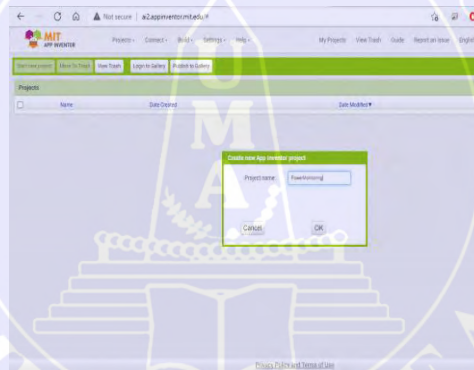 Not secure | ai2.appinventor.mit.edu/#
MIT
APP INVENTOR
Projects Connect Build Settings Help My Projects View Trash Guide Report an Issue English
Start new project Move To Trash View Trash Login to Gallery Publish to Gallery
Projects
Name Date Created Date Modified▼
UMA
Create new App Inventor project
Project name:
Cancel OK
Privacy Policy and Terms of Use